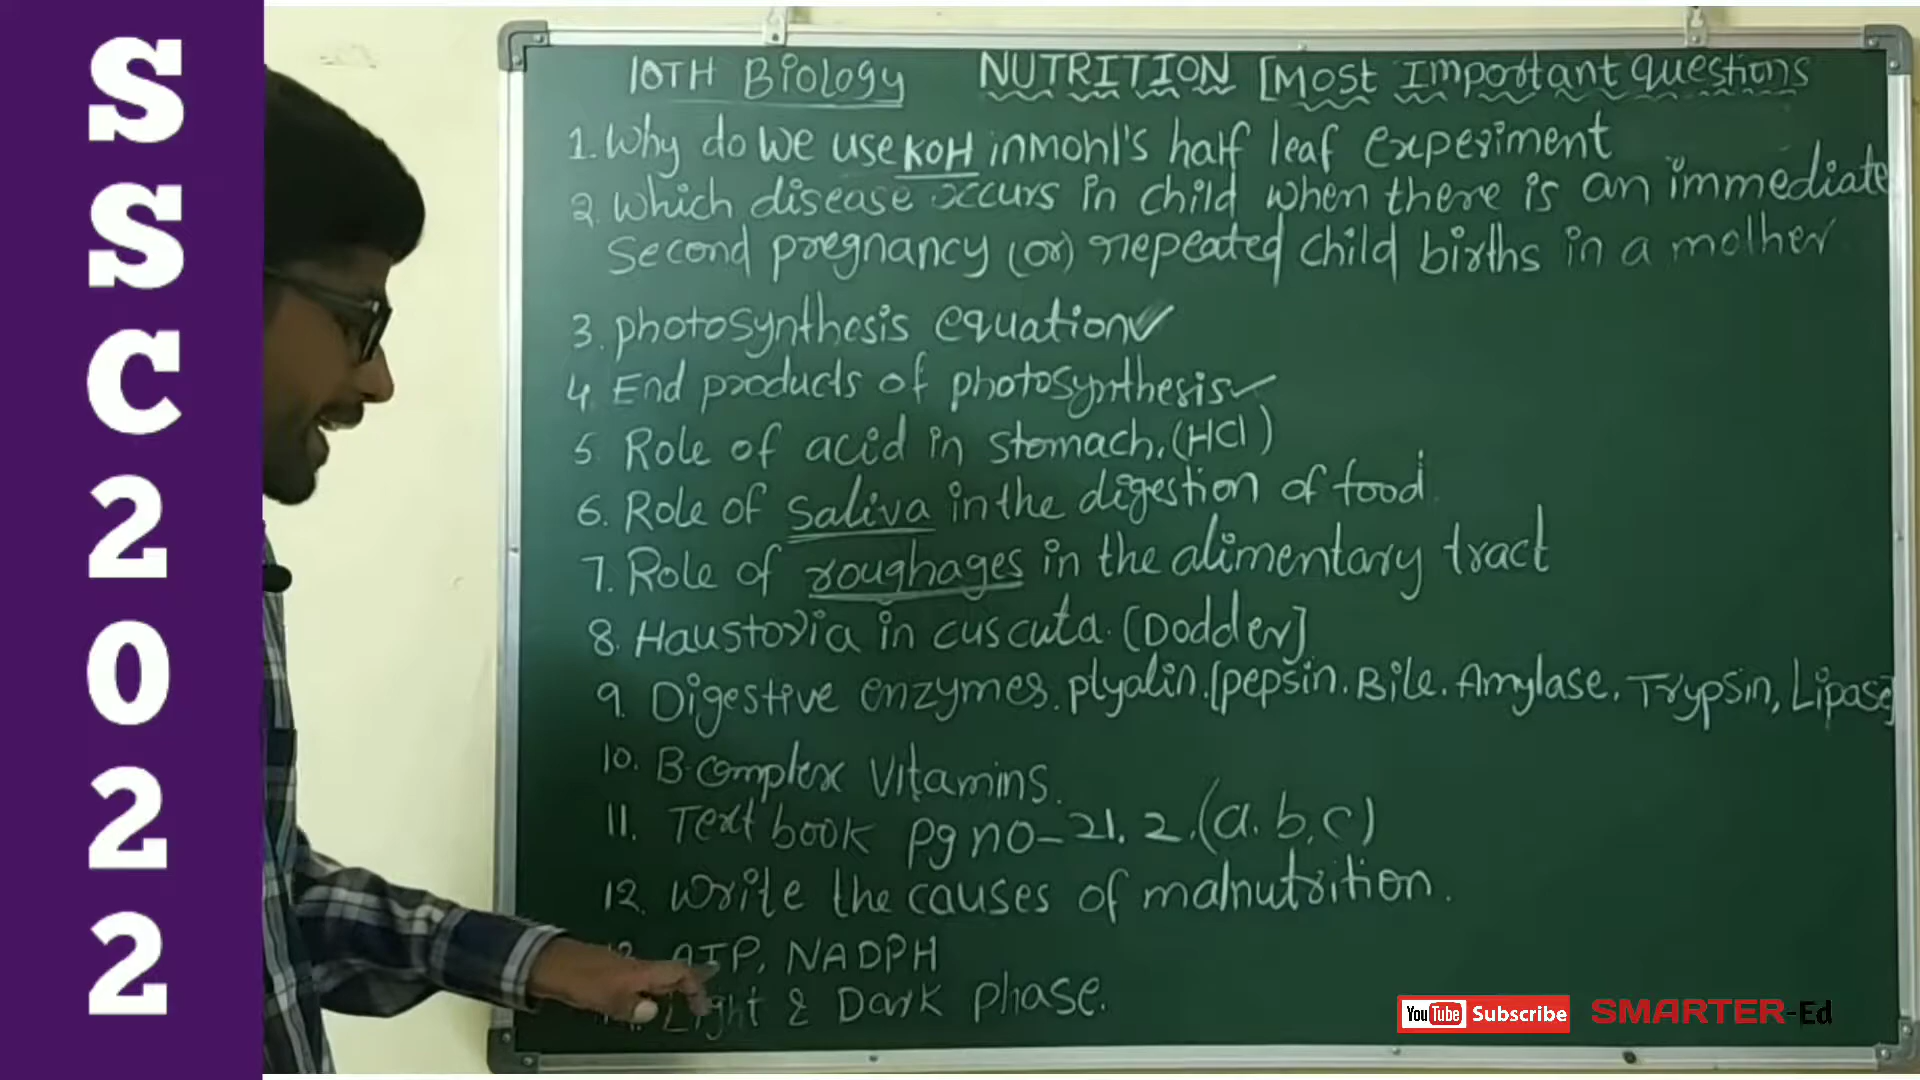 SSC2022
10TH Biology NUTRITION [Most Important Questions
1. Why do we use KOH in mohl's half leaf experiment
2. Which disease occurs in child when there is an immediate
Second pregnancy (or) repeated child births in a mother
3. photosynthesis equation✓
4. End products of photosynthesis✓
5. Role of acid in stomach. (HCl)
6. Role of saliva in the digestion of food.
7. Role of roughages in the alimentary tract
8. Haustoria in cuscuta. [Dodder]
9. Digestive enzymes. ptyalin. [pepsin. Bile. Amylase. Trypsin, Lipase]
10. B-complex Vitamins.
11. Text book pg no-21. 2. (a. b, c)
12. Write the causes of malnutrition.
13. ATP, NADPH
14. Light & Dark phase.
YouTube Subscribe SMARTER-Ed